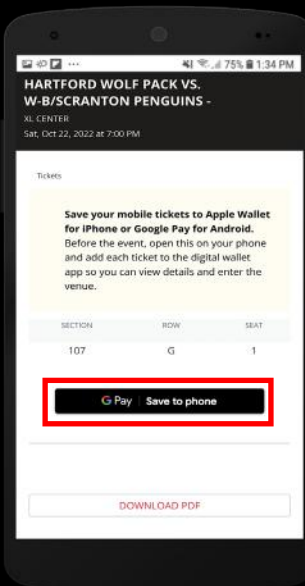 75% 1:34 PM
HARTFORD WOLF PACK VS.
W-B/SCRANTON PENGUINS -
XL CENTER
Sat, Oct 22, 2022 at 7:00 PM
Tickets
Save your mobile tickets to Apple Wallet
for iPhone or Google Pay for Android.
Before the event, open this on your phone
and add each ticket to the digital wallet
app so you can view details and enter the
venue.
SECTION ROW SEAT
107 G 1
G Pay | Save to phone
DOWNLOAD PDF